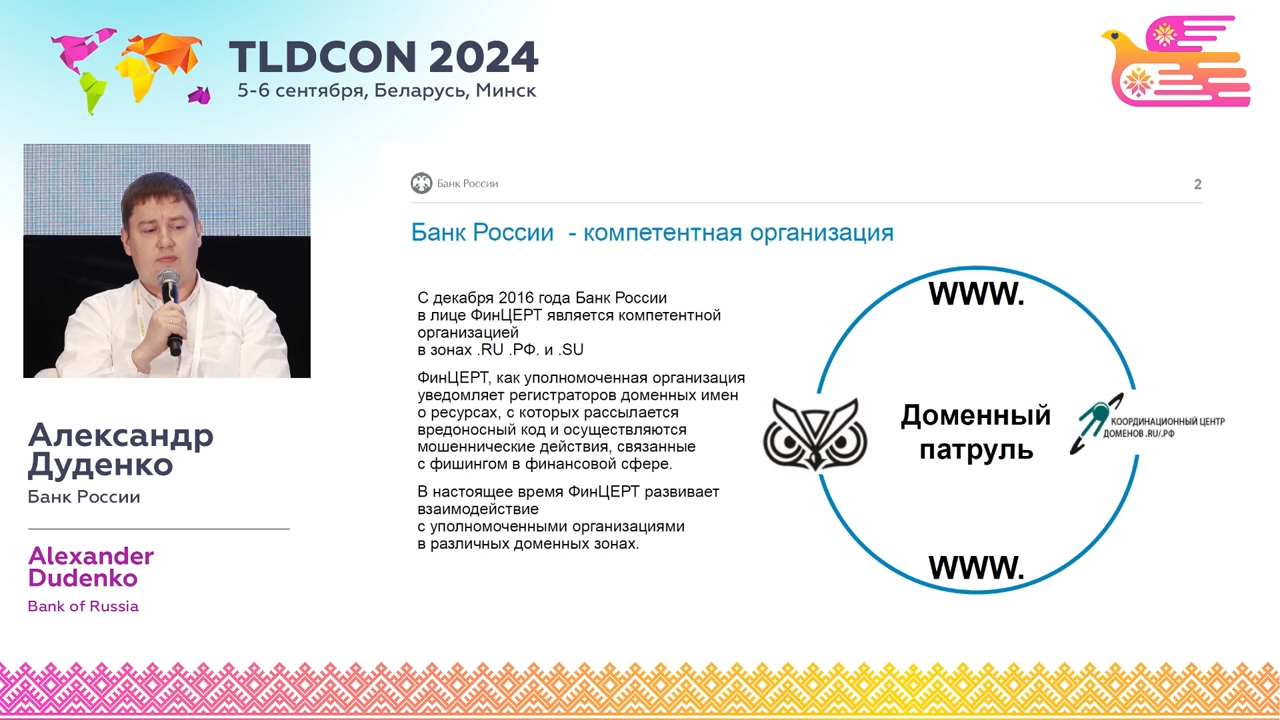 TLDCON 2024
5-6 сентября, Беларусь, Минск
Александр
Дуденко
Банк России
Alexander
Dudenko
Bank of Russia
Банк России
2
Банк России - компетентная организация
С декабря 2016 года Банк России
в лице ФинЦЕРТ является компетентной
организацией
в зонах .RU .РФ. и .SU
ФинЦЕРТ, как уполномоченная организация
уведомляет регистраторов доменных имен
о ресурсах, с которых рассылается
вредоносный код и осуществляются
мошеннические действия, связанные
с фишингом в финансовой сфере.
В настоящее время ФинЦЕРТ развивает
взаимодействие
с уполномоченными организациями
в различных доменных зонах.
WWW.
Доменный
патруль
КООРДИНАЦИОННЫЙ ЦЕНТР
ДОМЕНОВ .RU/.РФ
WWW.